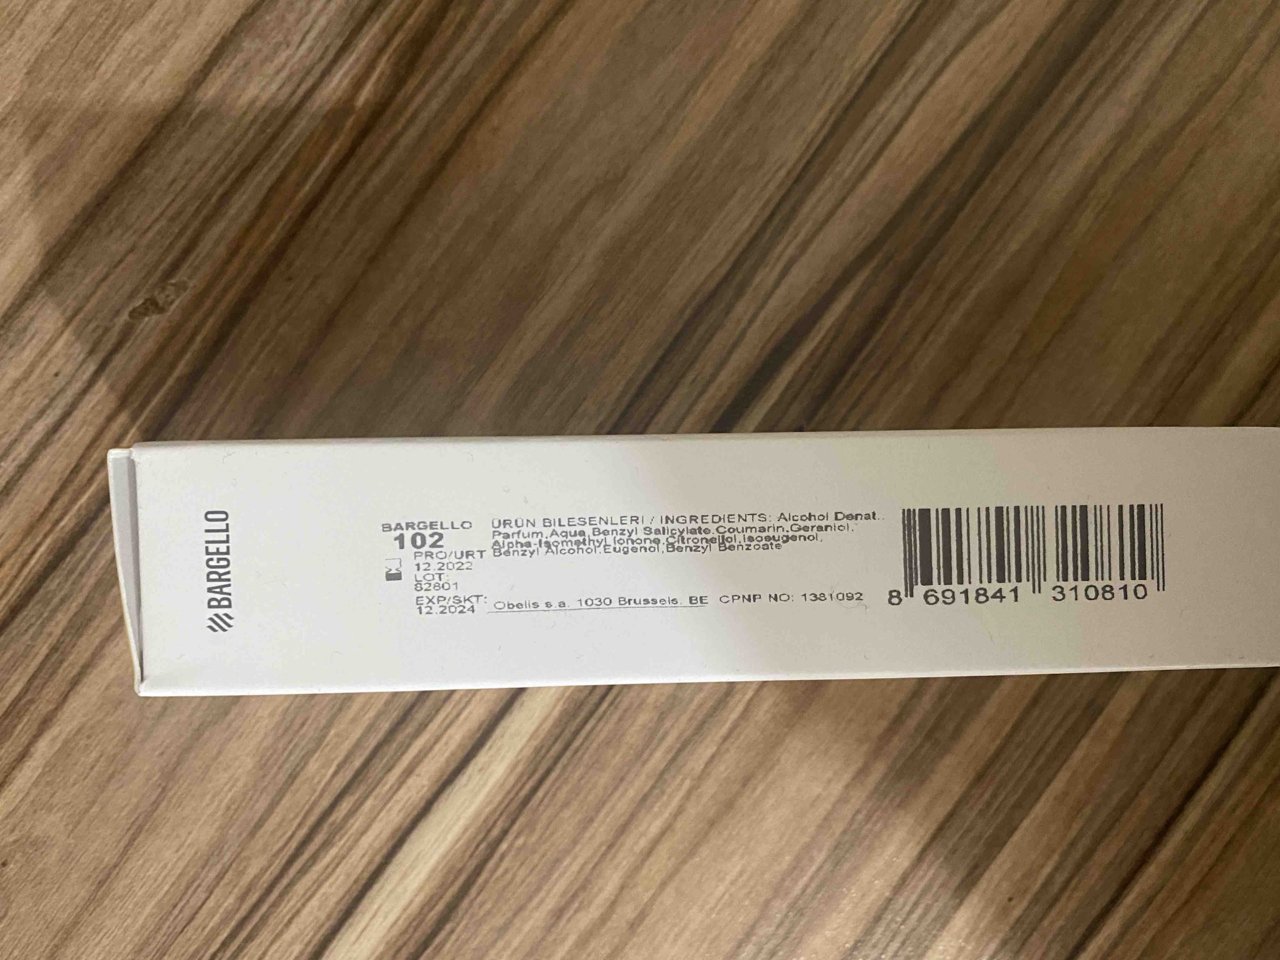 BARGELLO
BARGELLO
102
PRO/URT
12.2022
LOT:
82801
EXP/SKT:
12.2024
ÜRÜN BILESENLERI / INGREDIENTS: Alcohol Denat.,
Parfum,Aqua,Benzyl Salicylate,Coumarin,Geraniol,
Alpha-Isomethyl Ionone,Citronellol,Isoeugenol,
Benzyl Alcohol,Eugenol,Benzyl Benzoate
Obelis s.a. 1030 Brussels. BE CPNP NO: 1381092
8 691841 310810